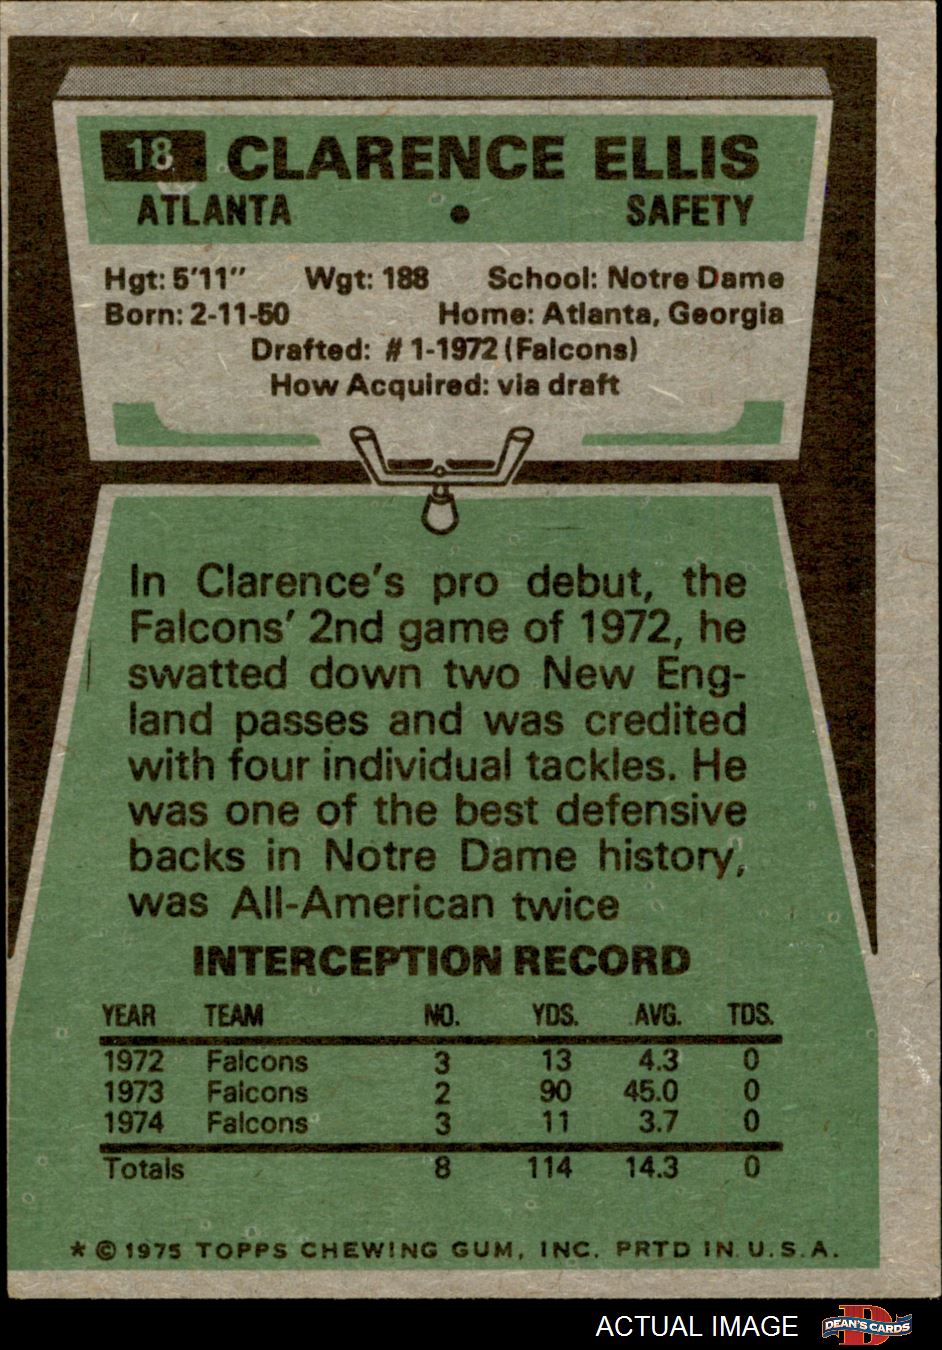 18 CLARENCE ELLIS
ATLANTA • SAFETY
Hgt: 5'11" Wgt: 188 School: Notre Dame
Born: 2-11-50 Home: Atlanta, Georgia
Drafted: # 1-1972 (Falcons)
How Acquired: via draft
In Clarence's pro debut, the
Falcons' 2nd game of 1972, he
swatted down two New Eng-
land passes and was credited
with four individual tackles. He
was one of the best defensive
backs in Notre Dame history,
was All-American twice
INTERCEPTION RECORD
YEAR TEAM NO. YDS. AVG. TDS.
1972 Falcons 3 13 4.3 0
1973 Falcons 2 90 45.0 0
1974 Falcons 3 11 3.7 0
Totals 8 114 14.3 0
* © 1975 TOPPS CHEWING GUM, INC. PRTD IN U.S.A.
ACTUAL IMAGE D DEAN'S CARDS